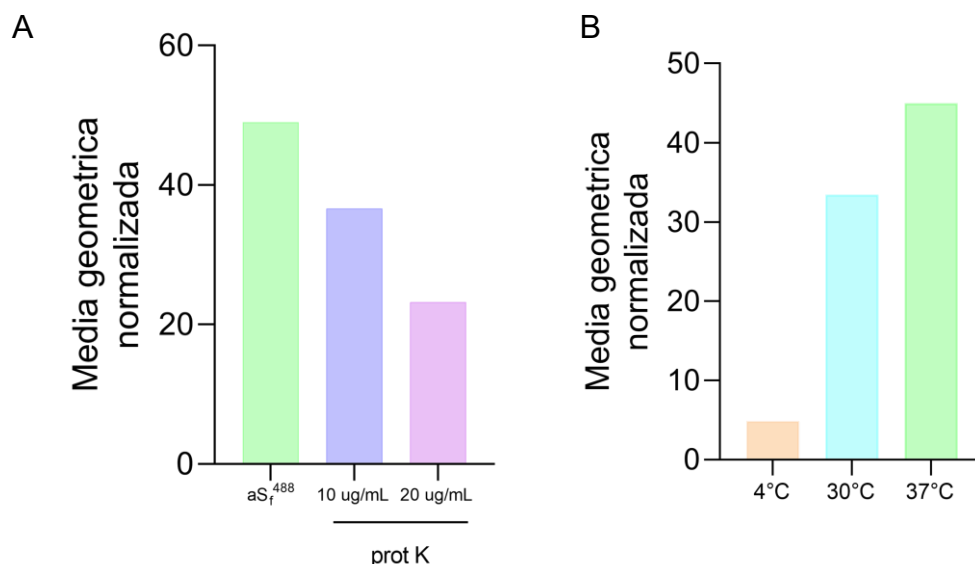 A
Media geometrica
normalizada
60
40
20
0
aSf488
10 ug/mL
20 ug/mL
prot K
B
Media geometrica
normalizada
50
40
30
20
10
0
4°C
30°C
37°C